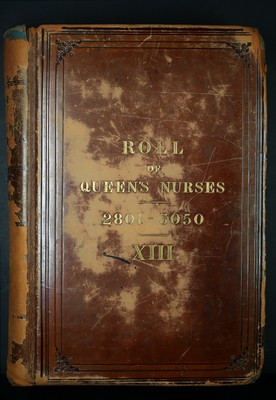 ROLL
OF
QUEEN'S NURSES
2801-3050
XIII